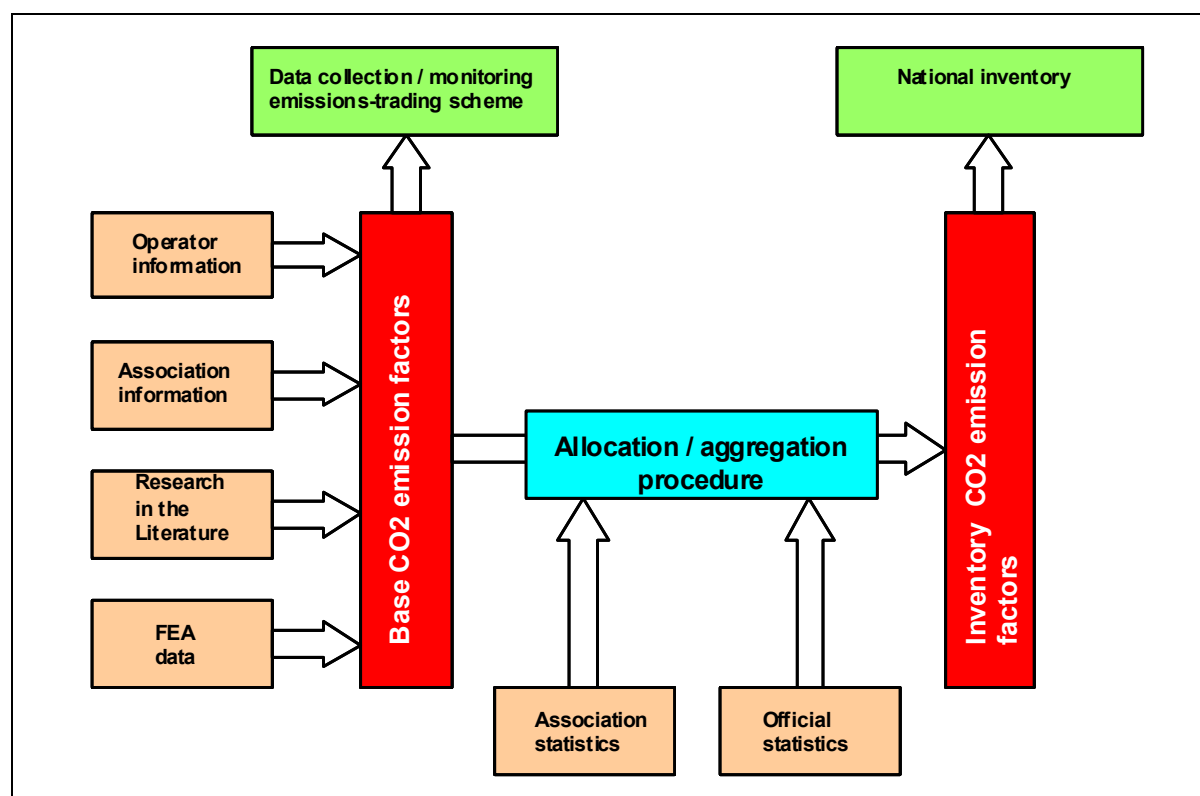 Data collection / monitoring
emissions-trading scheme
National inventory
Operator
information
Association
information
Research
in the
Literature
FEA
data
Base CO2 emission factors
Allocation / aggregation
procedure
Inventory CO2 emission
factors
Association
statistics
Official
statistics